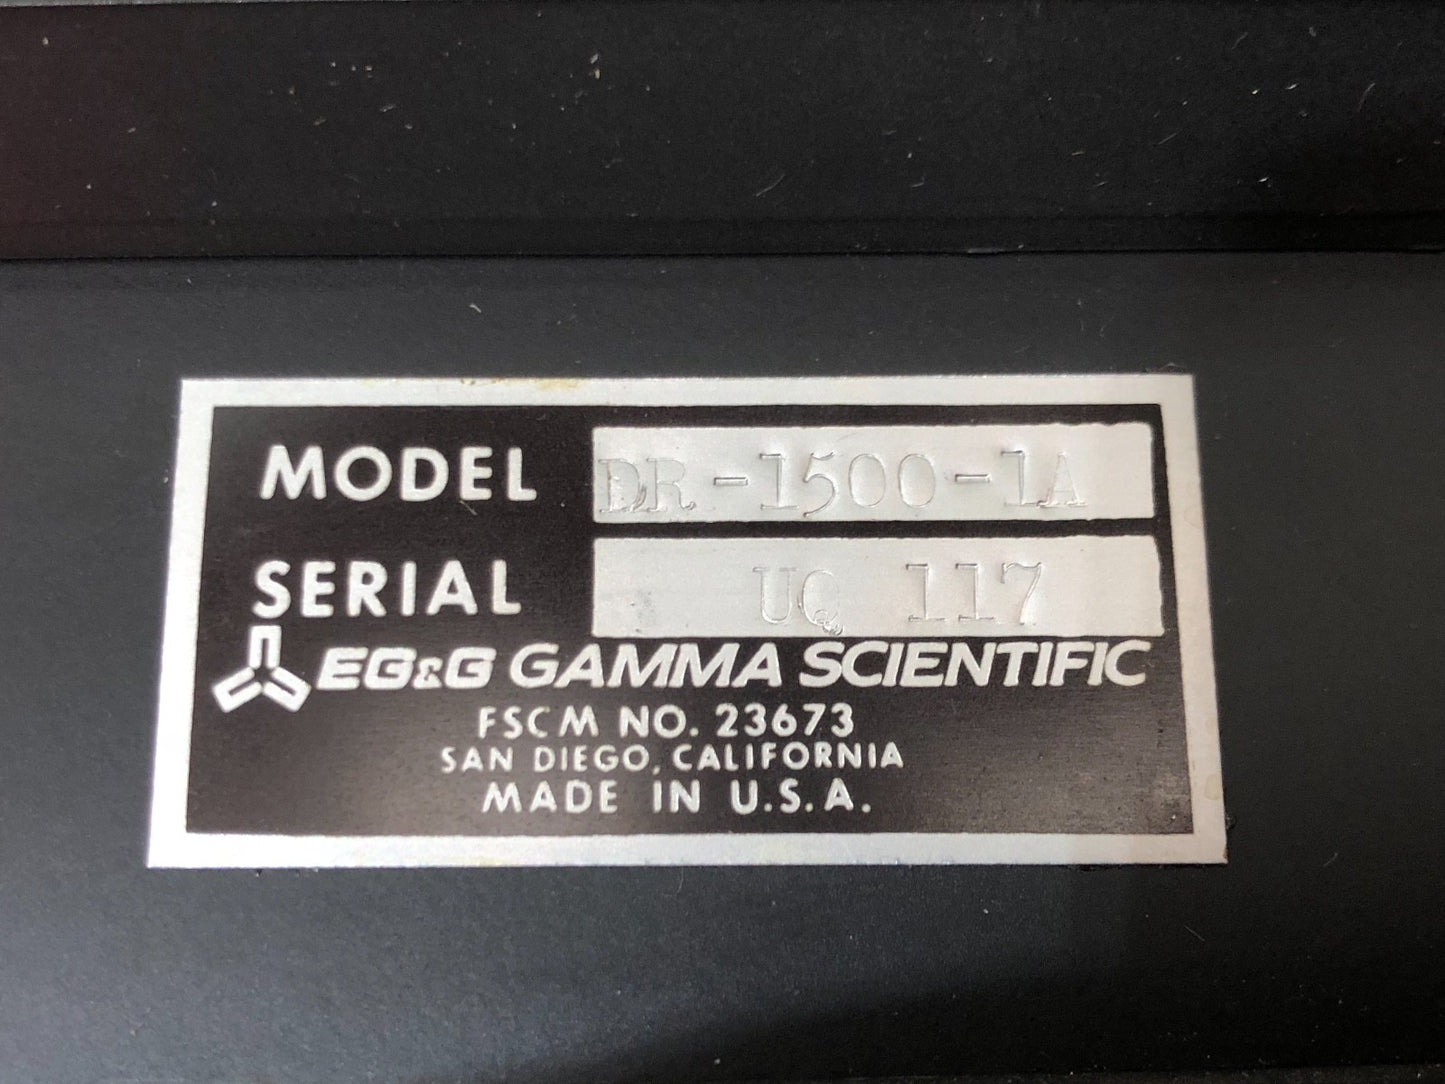 MODEL DR-1500-1A
SERIAL UQ 117
EG&G GAMMA SCIENTIFIC
FSCM NO. 23673
SAN DIEGO, CALIFORNIA
MADE IN U.S.A.